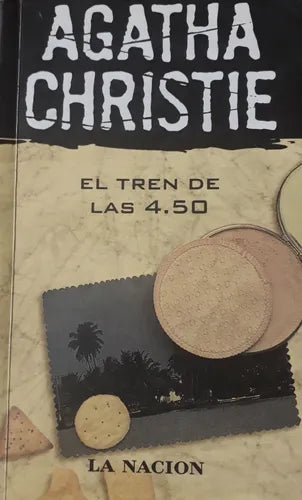 AGATHA
CHRISTIE
EL TREN DE
LAS 4.50
LA NACION